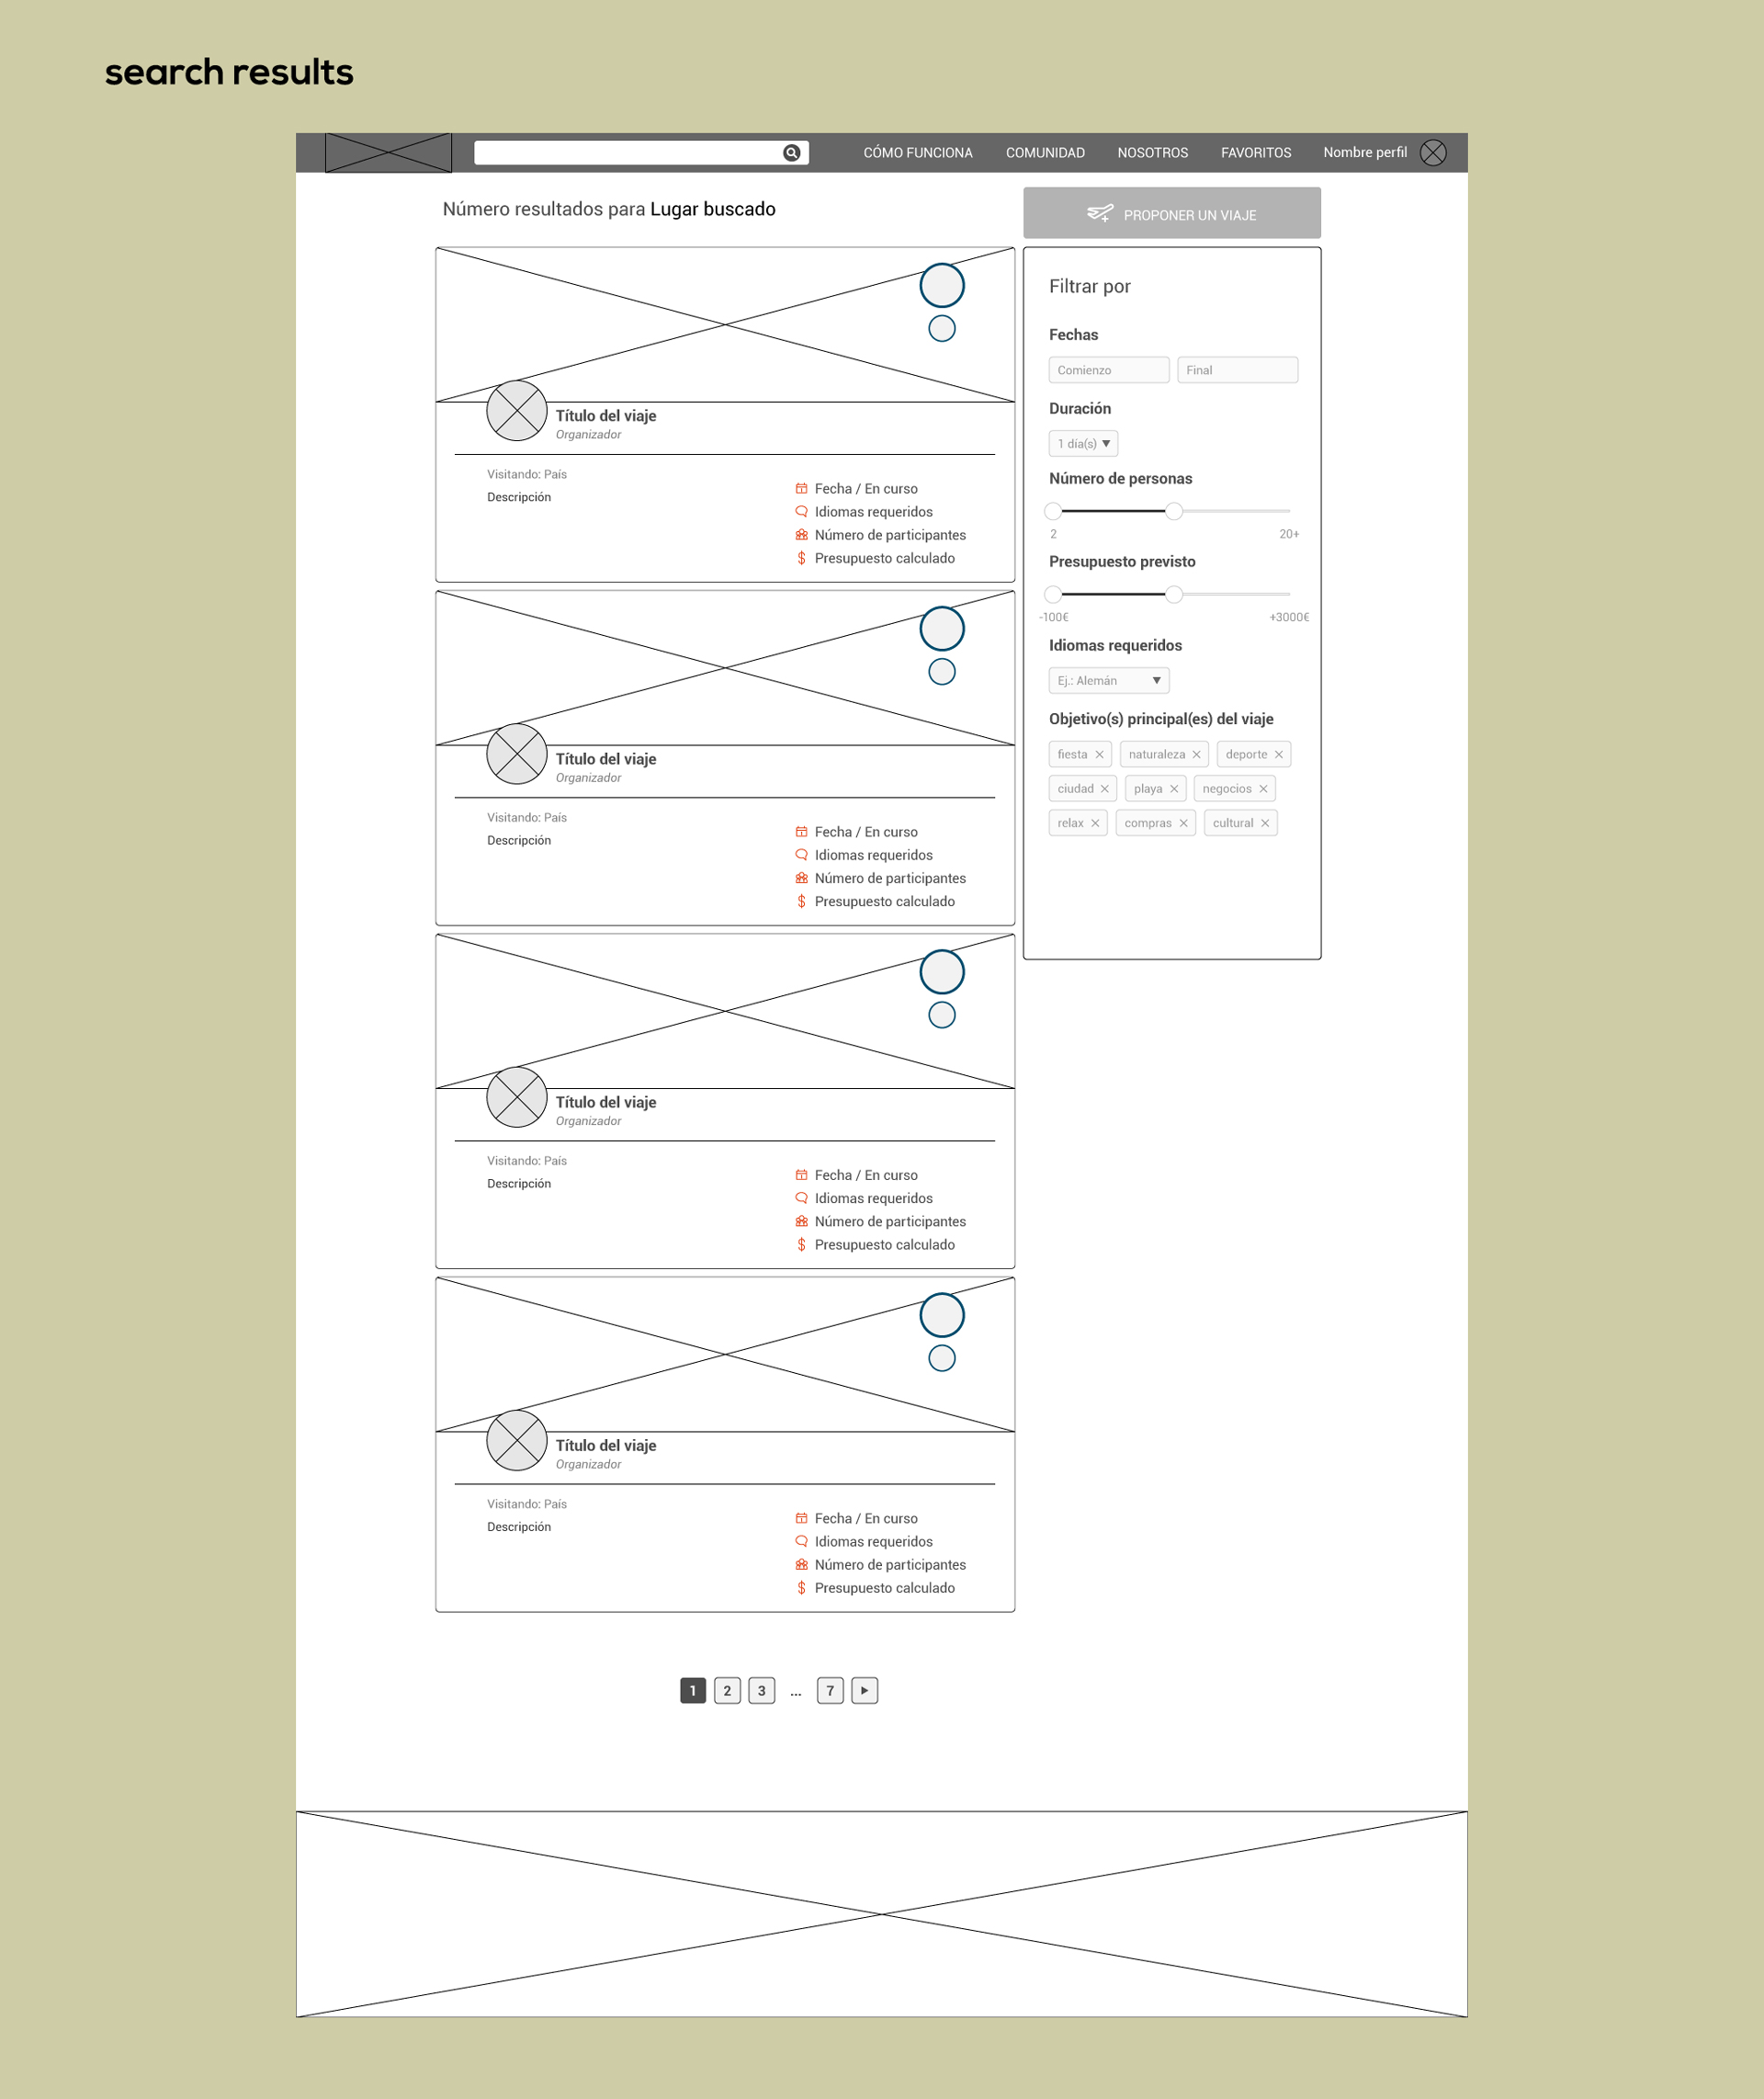 search results
CÓMO FUNCIONA COMUNIDAD NOSOTROS FAVORITOS Nombre perfil
Número resultados para Lugar buscado
PROPONER UN VIAJE
Título del viaje
Organizador
Visitando: País
Descripción
Fecha / En curso
Idiomas requeridos
Número de participantes
Presupuesto calculado
Título del viaje
Organizador
Visitando: País
Descripción
Fecha / En curso
Idiomas requeridos
Número de participantes
Presupuesto calculado
Título del viaje
Organizador
Visitando: País
Descripción
Fecha / En curso
Idiomas requeridos
Número de participantes
Presupuesto calculado
Título del viaje
Organizador
Visitando: País
Descripción
Fecha / En curso
Idiomas requeridos
Número de participantes
Presupuesto calculado
Filtrar por
Fechas
Comienzo Final
Duración
1 día(s)
Número de personas
2 20+
Presupuesto previsto
-100€ +3000€
Idiomas requeridos
Ej.: Alemán
Objetivo(s) principal(es) del viaje
fiesta naturaleza deporte
ciudad playa negocios
relax compras cultural
1 2 3 ... 7